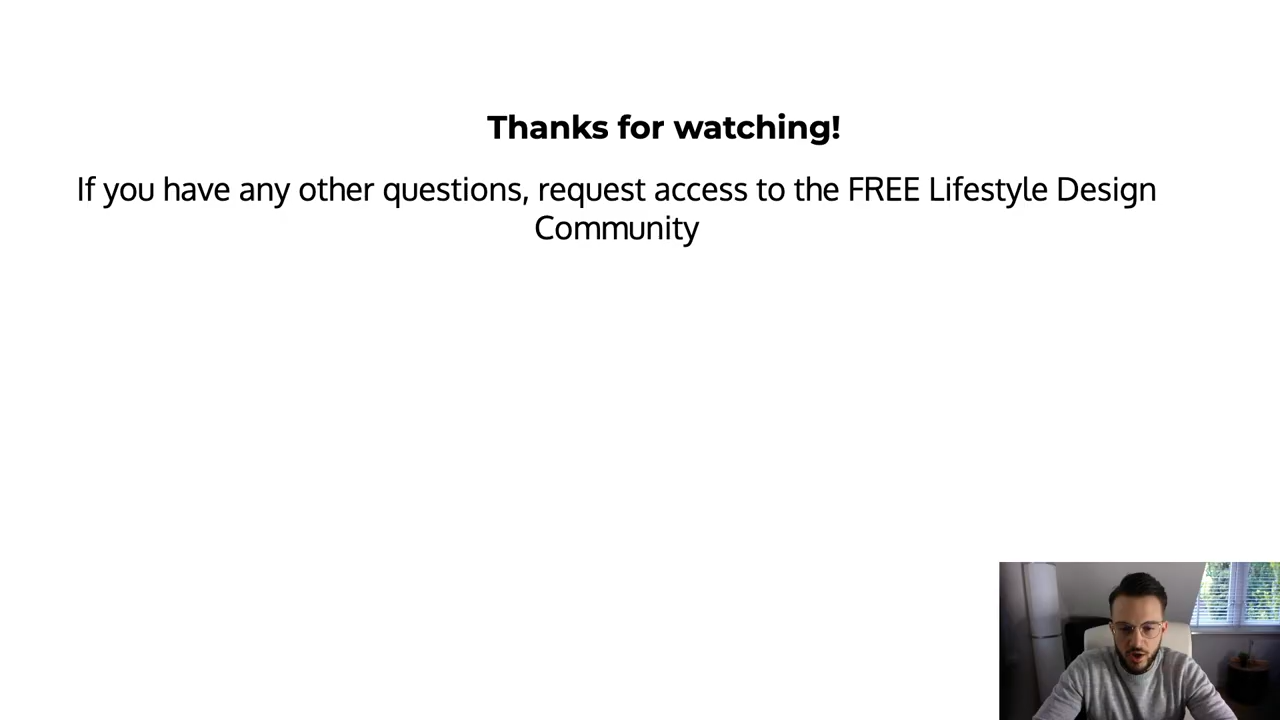 Thanks for watching!
If you have any other questions, request access to the FREE Lifestyle Design
Community